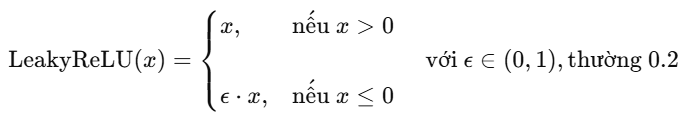 LeakyReLU(x) = { x, nếu x > 0
ϵ · x, nếu x ≤ 0
với ϵ ∈ (0, 1), thường 0.2